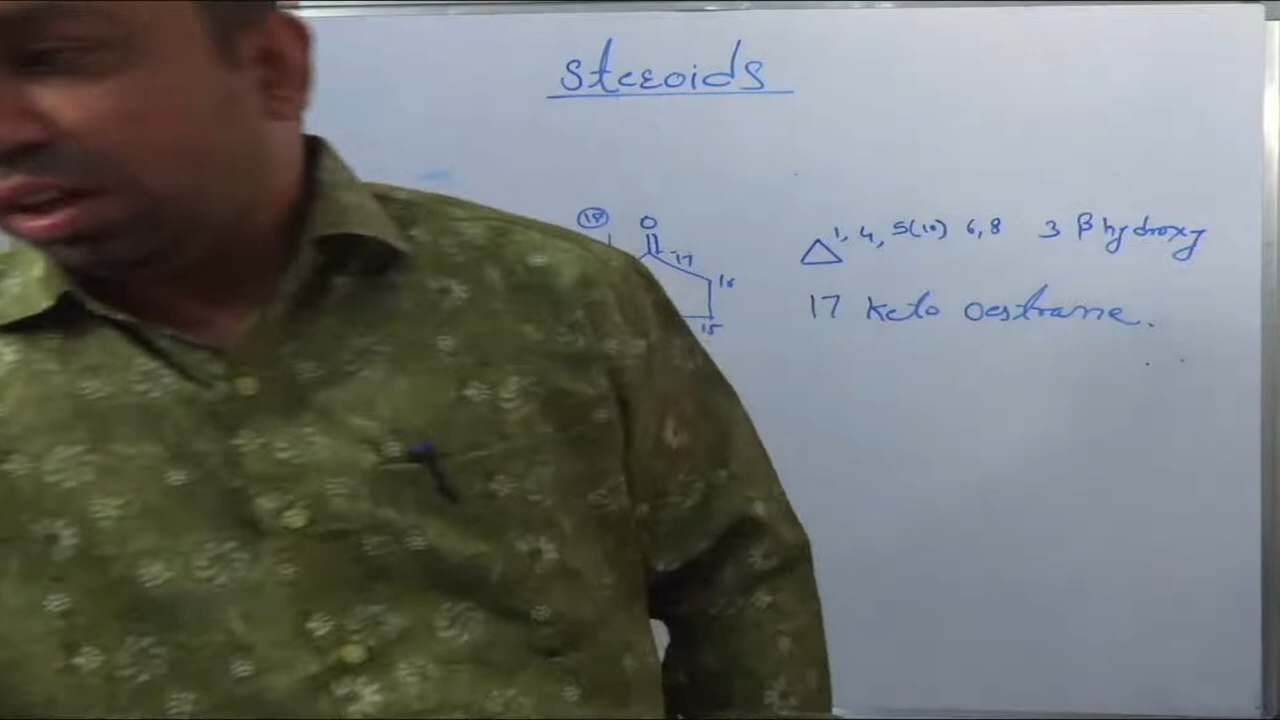 Steroids
18 O
△1, 4, 5(10) 6, 8 3 β hydroxy
17
16
17 keto oestrane.
15